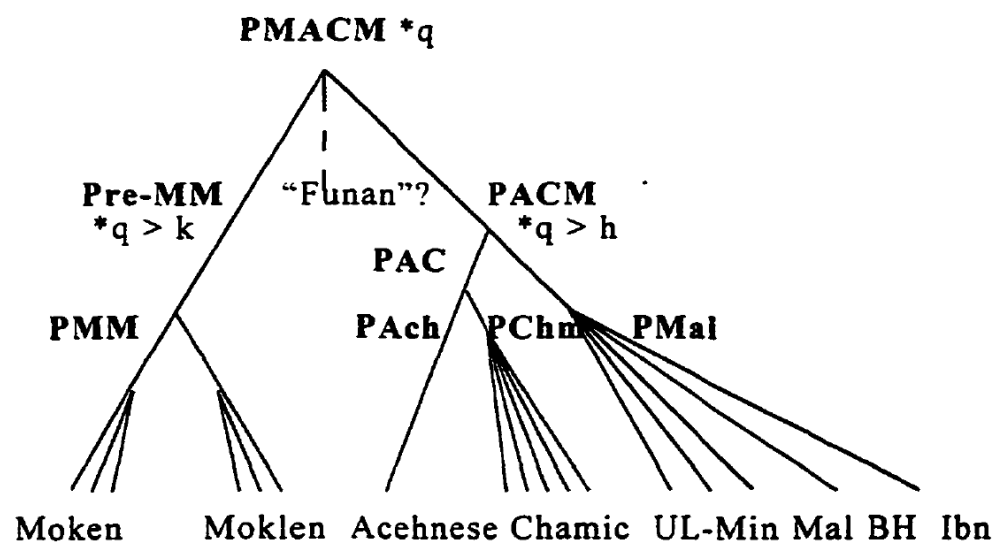 PMACM *q
Pre-MM "Funan"? PACM
*q > k *q > h
PAC
PMM PAch PChm PMal
Moken Moklen Acehnese Chamic UL-Min Mal BH Ibn